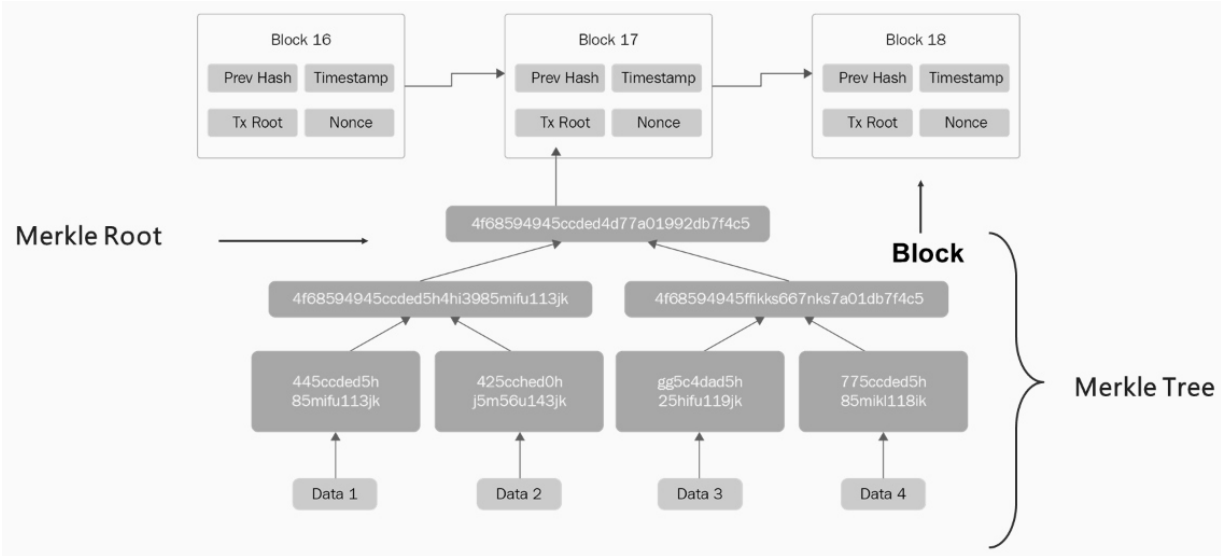 Block 16
Block 17
Block 18
Prev Hash
Timestamp
Prev Hash
Timestamp
Prev Hash
Timestamp
Tx Root
Nonce
Tx Root
Nonce
Tx Root
Nonce
Merkle Root
4f68594945ccded4d77a01992db7f4c5
Block
4f68594945ccded5h4hi3985mifu113jk
4f68594945ffikks667nks7a01db7f4c5
445ccded5h
85mifu113jk
425cched0h
j5m56u143jk
gg5c4dad5h
25hifu119jk
775ccded5h
85mikl118ik
Merkle Tree
Data 1
Data 2
Data 3
Data 4